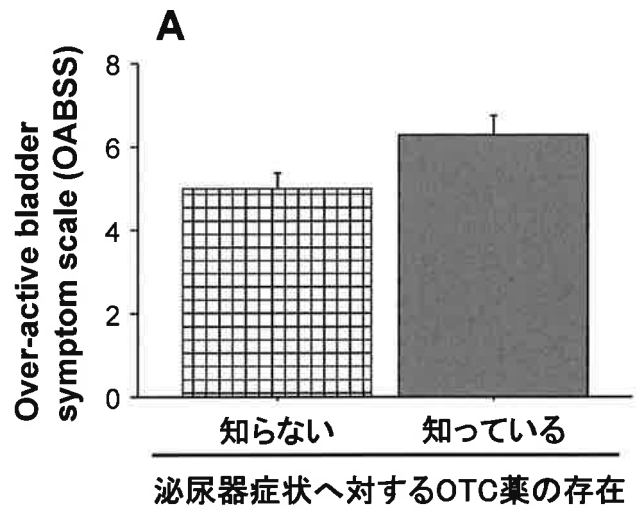 A
Over-active bladder
symptom scale (OABSS)
8
6
4
2
0
知らない
知っている
泌尿器症状へ対するOTC薬の存在